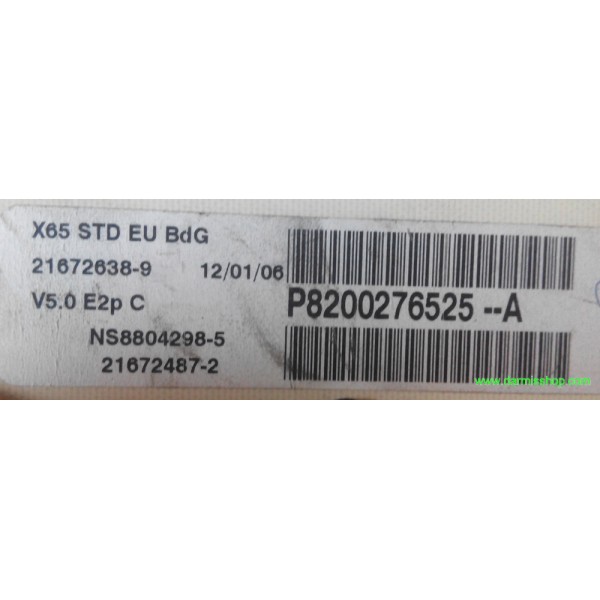 X65 STD EU BdG
21672638-9 12/01/06
V5.0 E2p C
P8200276525 --A
NS8804298-5
21672487-2
www.darmisshop.com